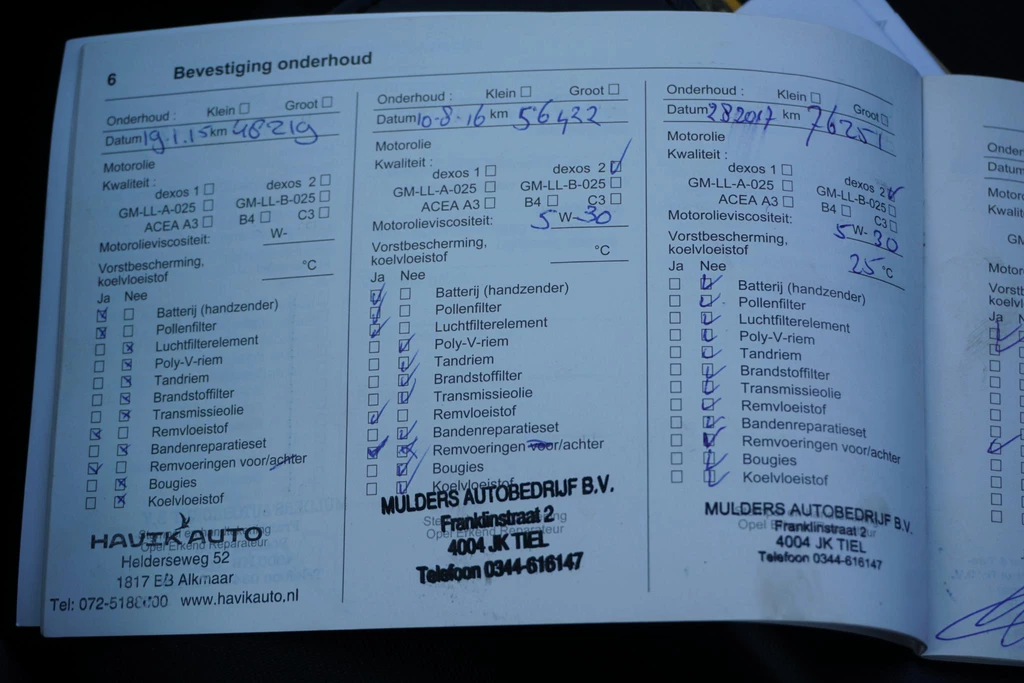 6 Bevestiging onderhoud
Onderhoud : Klein Groot
Datum 19.1.15 km 48219
Motorolie
Kwaliteit :
dexos 1 dexos 2
GM-LL-A-025 GM-LL-B-025
ACEA A3 B4 C3
Motorolieviscositeit: W-
Vorstbescherming,
koelvloeistof °C
Ja Nee
Batterij (handzender)
Pollenfilter
Luchtfilterelement
Poly-V-riem
Tandriem
Brandstoffilter
Transmissieolie
Remvloeistof
Bandenreparatieset
Remvoeringen voor/achter
Bougies
Koelvloeistof
Opel Erkend Reparateur
HAVIK AUTO
Helderseweg 52
1817 Alkmaar
www.havikauto.nl
Onderhoud : Klein Groot
Datum 10-8-16 km 56422
Motorolie
Kwaliteit :
dexos 1 dexos 2
GM-LL-A-025 GM-LL-B-025
ACEA A3 B4 C3
Motorolieviscositeit: 5 W-30
Vorstbescherming,
koelvloeistof °C
Ja Nee
Batterij (handzender)
Pollenfilter
Luchtfilterelement
Poly-V-riem
Tandriem
Brandstoffilter
Transmissieolie
Remvloeistof
Bandenreparatieset
Remvoeringen voor/achter
Bougies
Koelvloeistof
Opel Erkend Reparateur
MULDERS AUTOBEDRIJF B.V.
Franklinstraat 2
4004 JK TIEL
Telefoon 0344-616147
Onderhoud : Klein Groot
Datum 282017 km 76251
Motorolie
Kwaliteit :
dexos 1 dexos 2
GM-LL-A-025 GM-LL-B-025
ACEA A3 B4 C3
Motorolieviscositeit: 5 W-30
Vorstbescherming,
koelvloeistof 25 °C
Ja Nee
Batterij (handzender)
Pollenfilter
Luchtfilterelement
Poly-V-riem
Tandriem
Brandstoffilter
Transmissieolie
Remvloeistof
Bandenreparatieset
Remvoeringen voor/achter
Bougies
Koelvloeistof
MULDERS AUTOBEDRIJF B.V.
Franklinstraat 2
4004 JK TIEL
Telefoon 0344-616147
Ja